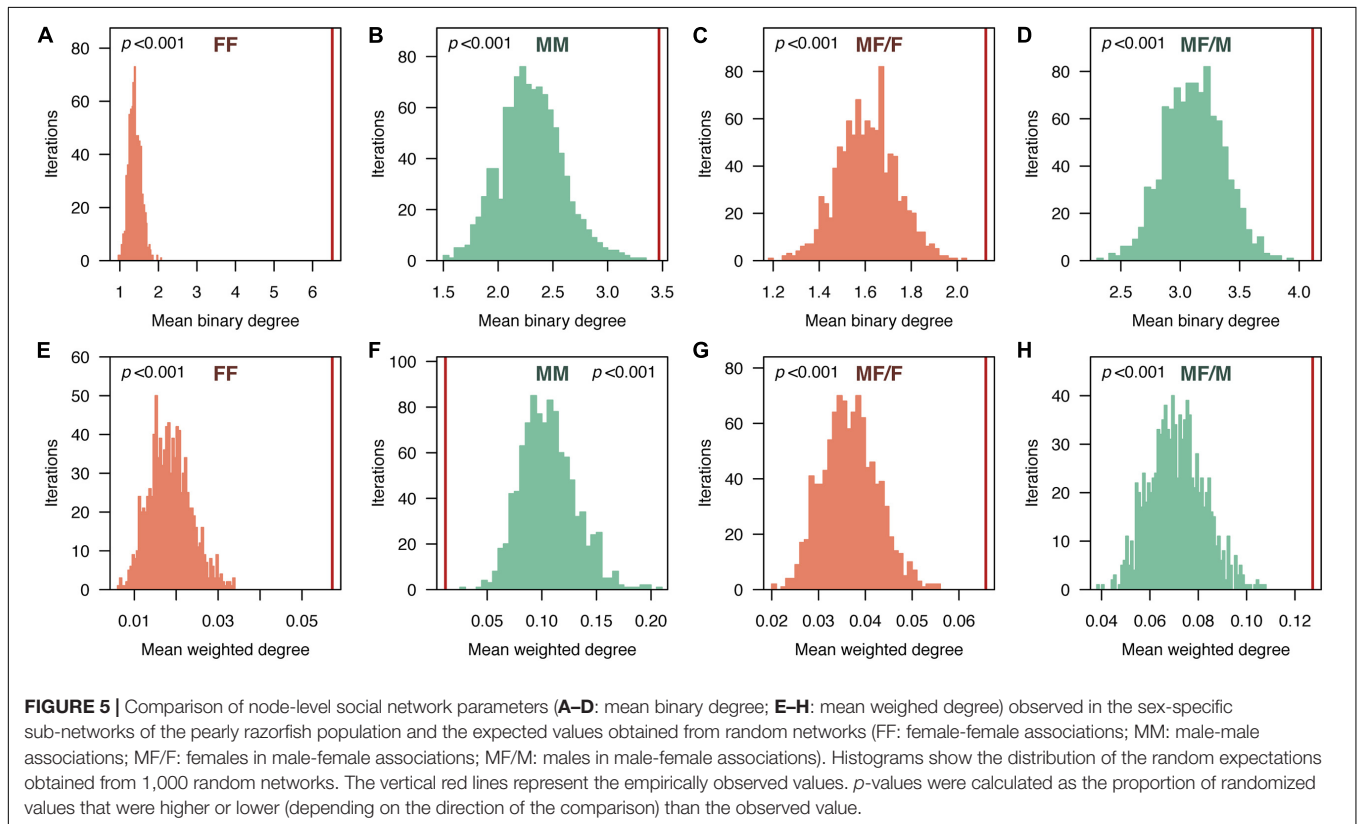 A
p<0.001 FF
80
60
40
20
0
Iterations
1 2 3 4 5 6
Mean binary degree
B
p<0.001 MM
80
60
40
20
0
Iterations
1.5 2.0 2.5 3.0 3.5
Mean binary degree
C
p<0.001 MF/F
80
60
40
20
0
Iterations
1.2 1.4 1.6 1.8 2.0
Mean binary degree
D
p<0.001 MF/M
80
60
40
20
0
Iterations
2.5 3.0 3.5 4.0
Mean binary degree
E
p<0.001 FF
60
50
40
30
20
10
0
Iterations
0.01 0.03 0.05
Mean weighted degree
F
MM p<0.001
100
80
60
40
20
0
Iterations
0.05 0.10 0.15 0.20
Mean weighted degree
G
p<0.001 MF/F
80
60
40
20
0
Iterations
0.02 0.03 0.04 0.05 0.06
Mean weighted degree
H
p<0.001 MF/M
40
30
20
10
0
Iterations
0.04 0.06 0.08 0.10 0.12
Mean weighted degree
FIGURE 5 | Comparison of node-level social network parameters (A–D: mean binary degree; E–H: mean weighed degree) observed in the sex-specific
sub-networks of the pearly razorfish population and the expected values obtained from random networks (FF: female-female associations; MM: male-male
associations; MF/F: females in male-female associations; MF/M: males in male-female associations). Histograms show the distribution of the random expectations
obtained from 1,000 random networks. The vertical red lines represent the empirically observed values. p-values were calculated as the proportion of randomized
values that were higher or lower (depending on the direction of the comparison) than the observed value.